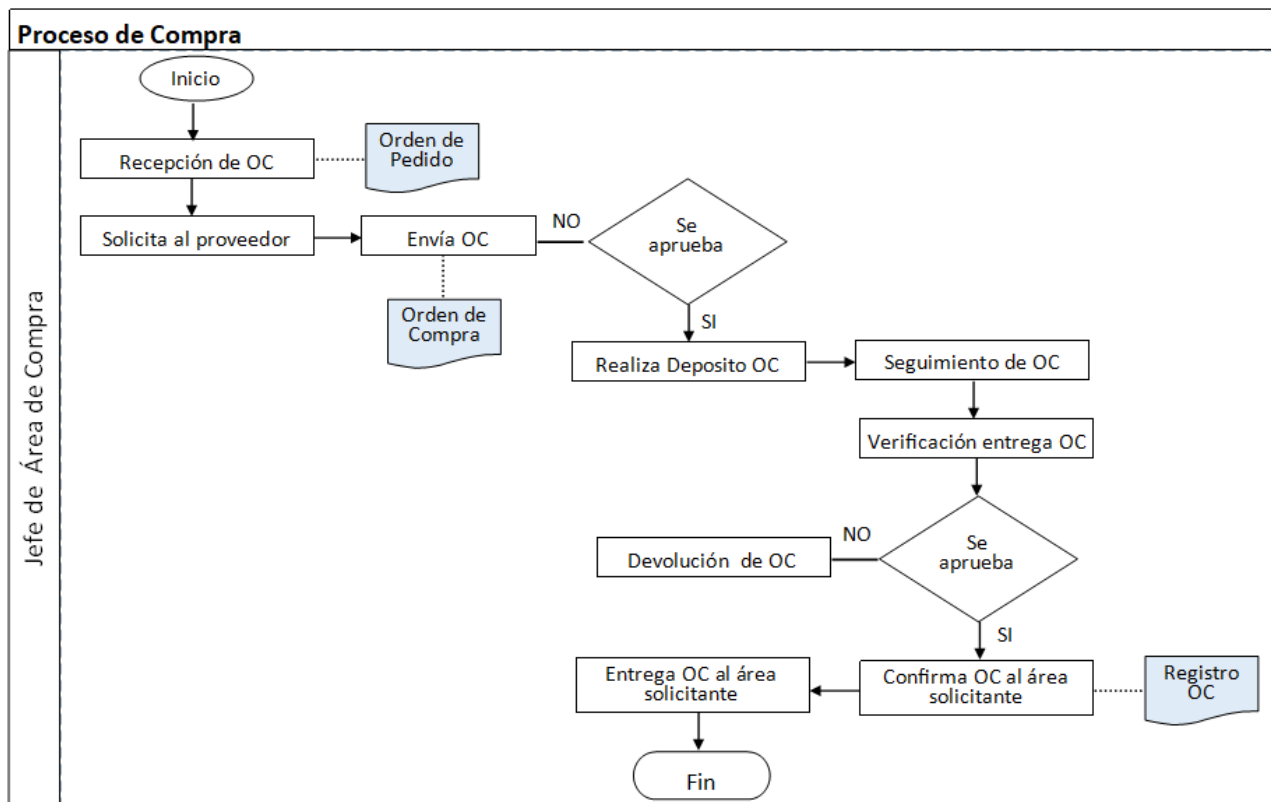 Proceso de Compra
Jefe de Área de Compra
Inicio
Recepción de OC
Orden de
Pedido
Solicita al proveedor
Envía OC
NO
Se
aprueba
Orden de
Compra
SI
Realiza Deposito OC
Seguimiento de OC
Verificación entrega OC
Devolución de OC
NO
Se
aprueba
SI
Entrega OC al área
solicitante
Confirma OC al área
solicitante
Registro
OC
Fin